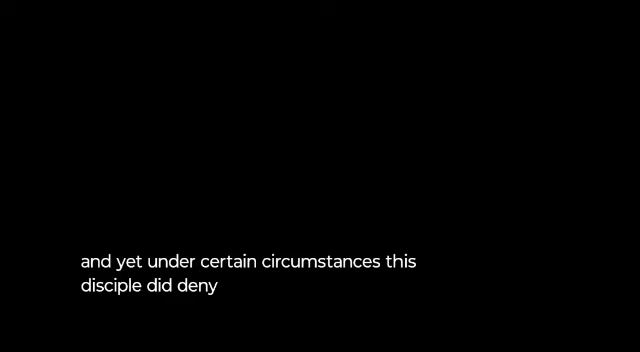 and yet under certain circumstances this
disciple did deny